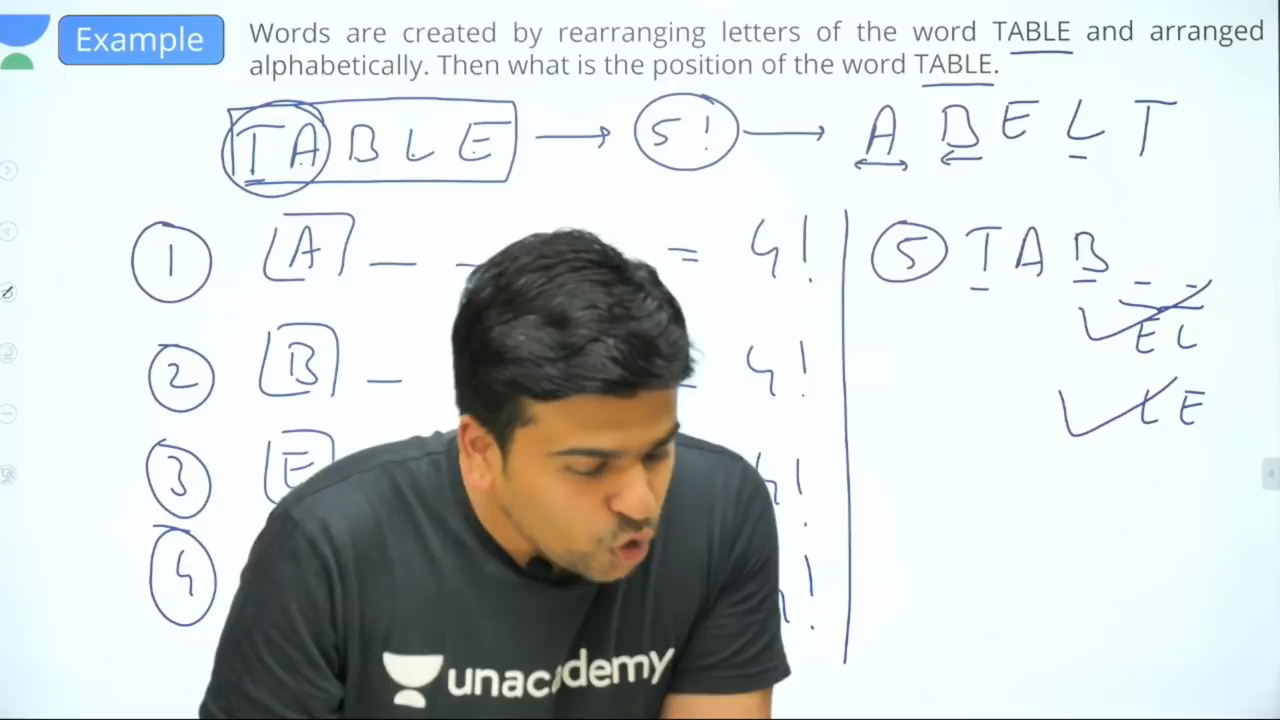 Example
Words are created by rearranging letters of the word TABLE and arranged
alphabetically. Then what is the position of the word TABLE.
TABLE → 5! → A B E L T
1 A _ _ = 4!
2 B _ = 4!
3 E 4!
4 !
5 T A B _ _
E L
L E
unacademy